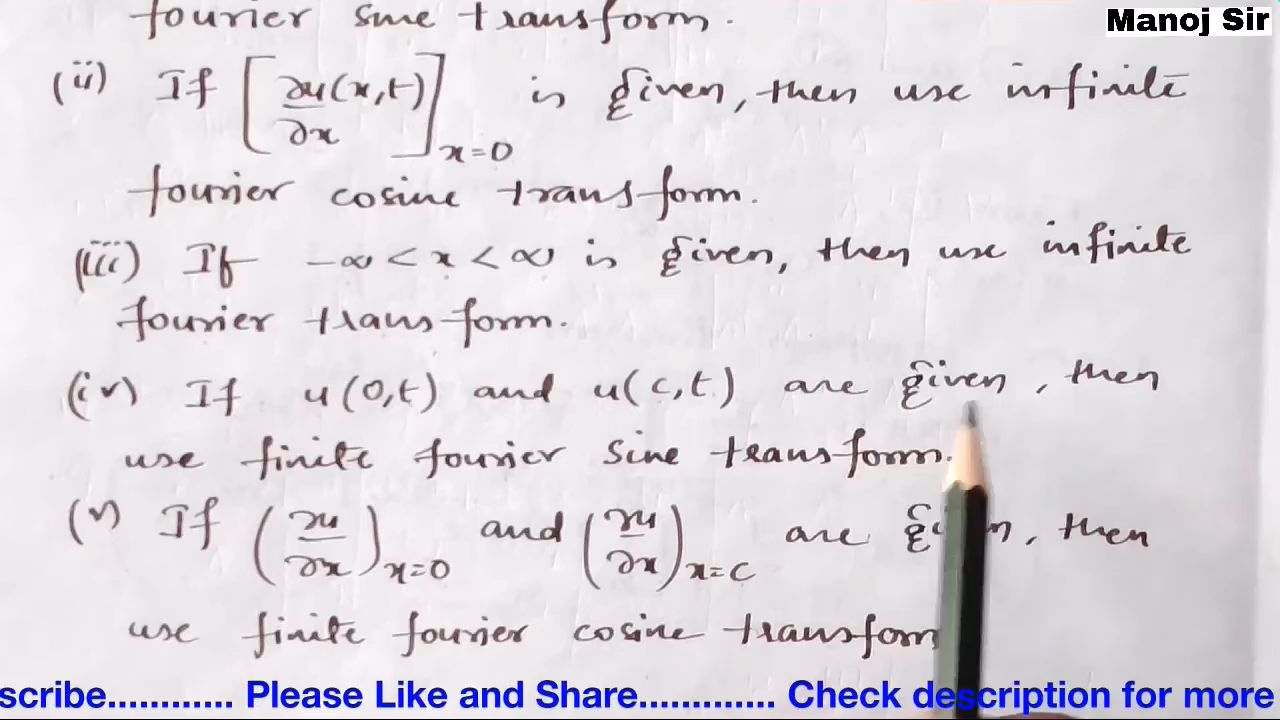 Manoj Sir
fourier sine transform.
(ii) If [∂u(x,t)/∂x]x=0 is given, then use infinite
fourier cosine transform.
(iii) If -∞ < x < ∞ is given, then use infinite
fourier transform.
(iv) If u(0,t) and u(c,t) are given, then
use finite fourier sine transform.
(v) If (∂u/∂x)x=0 and (∂u/∂x)x=c are given, then
use finite fourier cosine transform
scribe............ Please Like and Share............. Check description for more